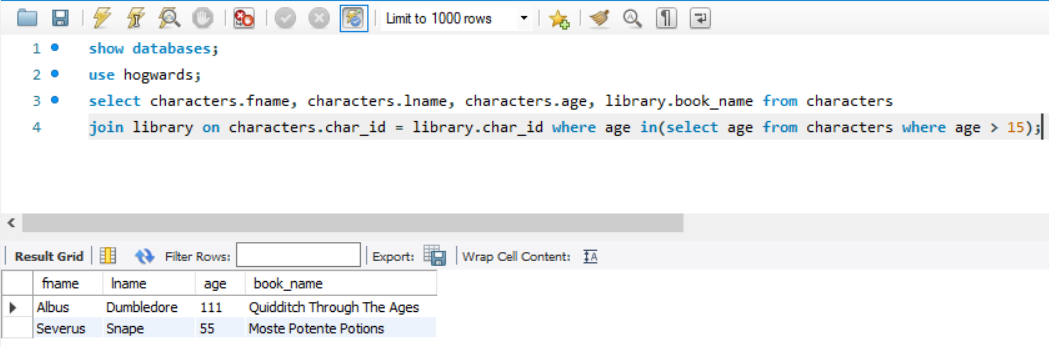 Limit to 1000 rows
1 show databases;
2 use hogwards;
3 select characters.fname, characters.lname, characters.age, library.book_name from characters
4 join library on characters.char_id = library.char_id where age in(select age from characters where age > 15);
Result Grid Filter Rows: Export: Wrap Cell Content:
fname lname age book_name
Albus Dumbledore 111 Quidditch Through The Ages
Severus Snape 55 Moste Potente Potions